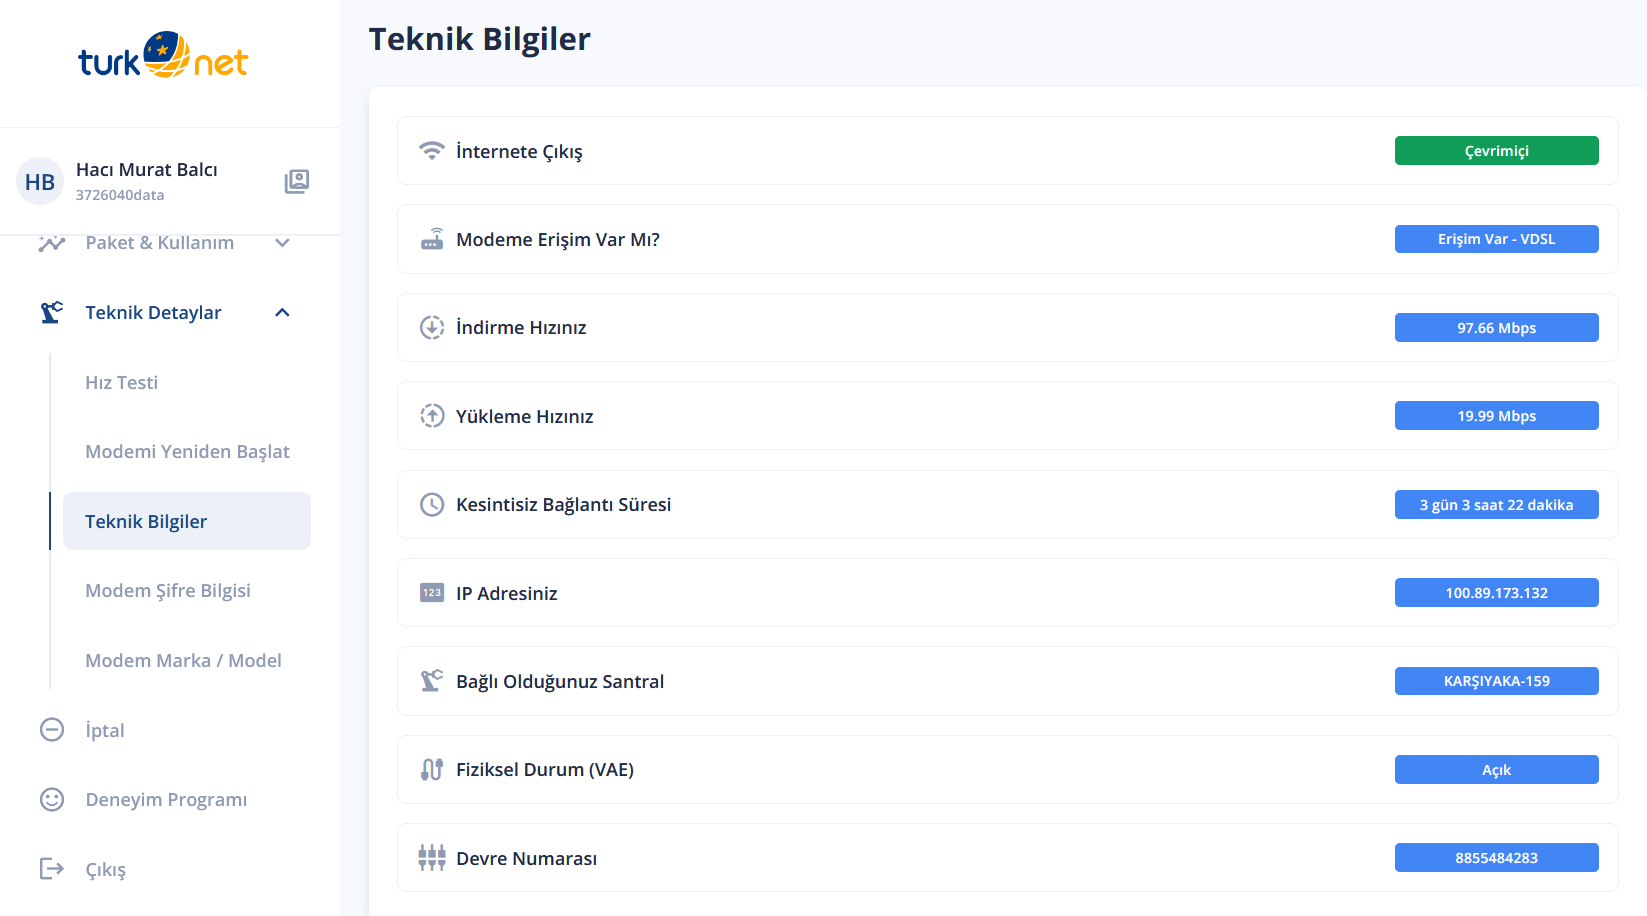 turk net
Hacı Murat Balcı
HB
3726040data
Paket & Kullanım
Teknik Detaylar
Hız Testi
Modemi Yeniden Başlat
Teknik Bilgiler
Modem Şifre Bilgisi
Modem Marka / Model
İptal
Deneyim Programı
Çıkış
Teknik Bilgiler
İnternete Çıkış Çevrimiçi
Modeme Erişim Var Mı? Erişim Var - VDSL
İndirme Hızınız 97.66 Mbps
Yükleme Hızınız 19.99 Mbps
Kesintisiz Bağlantı Süresi 3 gün 3 saat 22 dakika
123 IP Adresiniz 100.89.173.132
Bağlı Olduğunuz Santral KARŞIYAKA-159
Fiziksel Durum (VAE) Açık
Devre Numarası 8855484283